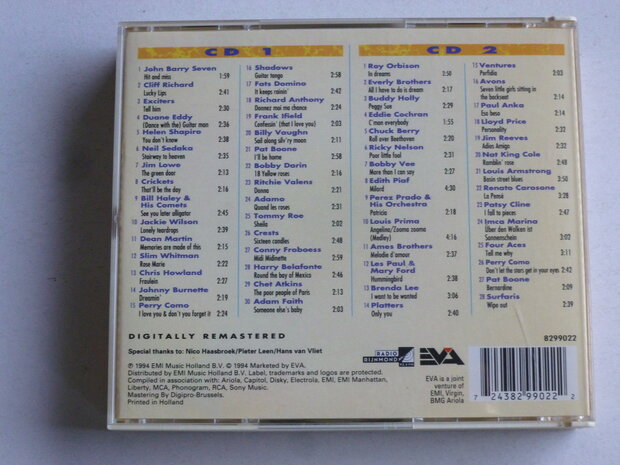 CD 1
1 John Barry Seven
Hit and miss 1:59
2 Cliff Richard
Lucky Lips 2:41
3 Exciters
Tell him 2:30
4 Duane Eddy
(Dance with the) Guitar man 2:36
5 Helen Shapiro
You don't know 2:38
6 Neil Sedaka
Stairway to heaven 2:35
7 Jim Lowe
The green door 2:13
8 Crickets
That'll be the day 2:16
9 Bill Haley &
His Comets
See you later alligator 2:45
10 Jackie Wilson
Lonely teardrops 2:39
11 Dean Martin
Memories are made of this 2:15
12 Slim Whitman
Rose Marie 2:22
13 Chris Howland
Fraulein 2:27
14 Johnny Burnette
Dreamin' 2:19
15 Perry Como
I love you & don't you forget it 2:24
16 Shadows
Guitar tango 2:58
17 Fats Domino
It keeps rainin' 2:42
18 Richard Anthony
Donnez moi ma chance 2:24
19 Frank Ifield
Confessin' (that I love you) 2:03
20 Billy Vaughn
Sail along silv'ry moon 2:11
21 Pat Boone
I'll be home 2:58
22 Bobby Darin
18 Yellow roses 2:16
23 Ritchie Valens
Donna 2:21
24 Adamo
Quand les roses 2:31
25 Tommy Roe
Sheila 2:02
26 Crests
Sixteen candles 2:48
27 Conny Froboess
Midi Midinette 2:59
28 Harry Belafonte
Round the bay of Mexico 2:46
29 Chet Atkins
The poor people of Paris 2:13
30 Adam Faith
Someone else's baby 2:03
CD 2
1 Roy Orbison
In dreams 2:50
2 Everly Brothers
All I have to do is dream 2:17
3 Buddy Holly
Peggy Sue 2:29
4 Eddie Cochran
C'mon everybody 1:55
5 Chuck Berry
Roll over Beethoven 2:20
6 Ricky Nelson
Poor little fool 2:31
7 Bobby Vee
More than I can say 2:27
8 Edith Piaf
Milord 4:30
9 Perez Prado &
His Orchestra
Patricia 2:18
10 Louis Prima
Angelina/Zooma zooma
(Medley) 4:16
11 Ames Brothers
Melodie d'amour 2:37
12 Les Paul &
Mary Ford
Hummingbird 2:38
13 Brenda Lee
I want to be wanted 3:06
14 Platters
Only you 2:40
15 Ventures
Perfidia 2:03
16 Avons
Seven little girls sitting in
the backseat 2:14
17 Paul Anka
Eso beso 2:14
18 Lloyd Price
Personality 2:32
19 Jim Reeves
Adios Amigo 2:32
20 Nat King Cole
Ramblin' rose 2:48
21 Louis Armstrong
Basin street blues 3:50
22 Renato Carosone
La Pansé 3:28
23 Patsy Cline
I fall to pieces 2:47
24 Imca Marina
Über den Wolken ist
Sonnenschein 3:02
25 Four Aces
Tell me why 3:11
26 Perry Como
Don't let the stars get in your eyes 2:42
27 Pat Boone
Bernardine 2:09
28 Surfaris
Wipe out 2:39
DIGITALLY REMASTERED
8299022
Special thanks to: Nico Haasbroek/Pieter Leen/Hans van Vliet
℗ 1994 EMI Music Holland B.V. © 1994 Marketing by EVA.
Distributed by EMI Music Holland B.V. Label, trademarks and logos are protected.
Compiled in association with: Ariola, Capitol, Disky, Electrola, EMI, EMI Manhattan,
Liberty, MCA, Phonogram, RCA, Sony Music.
Mastering By Digipro-Brussels.
Printed in Holland
RADIO
RIJNMOND
EVA
EVA is a joint
venture of
EMI, Virgin,
BMG Ariola
7 24382 99022 2